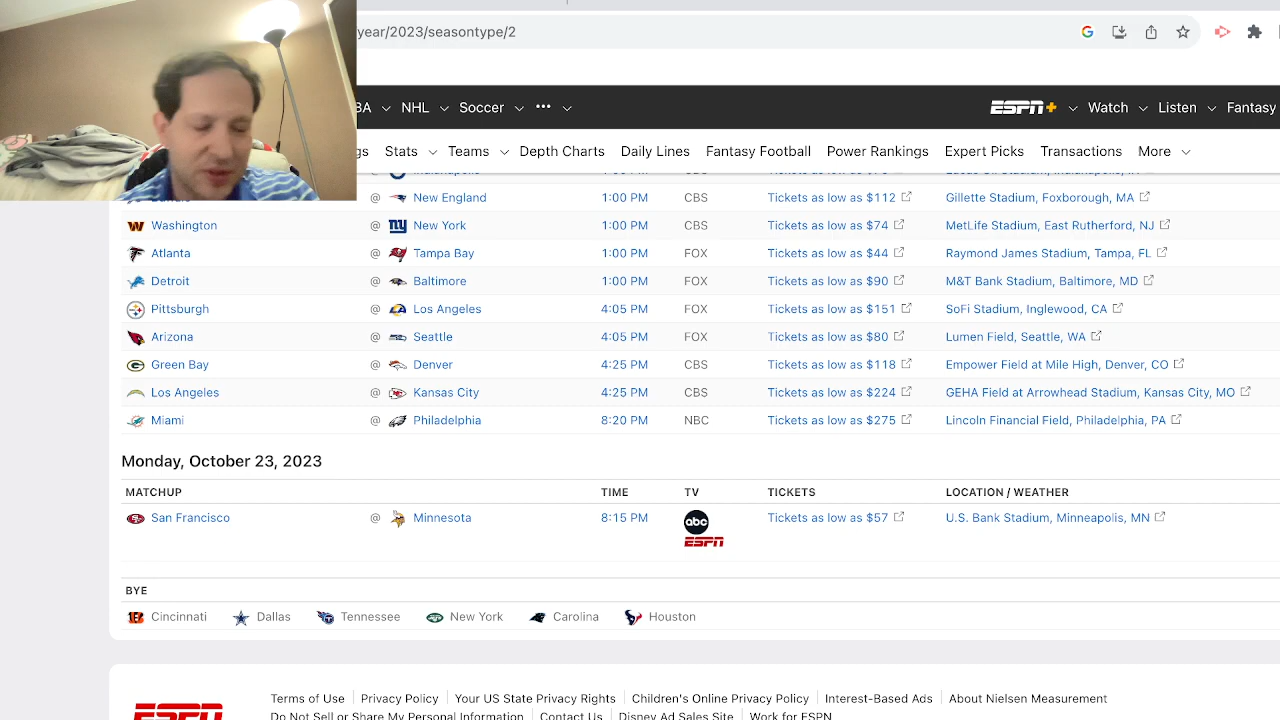 year/2023/seasontype/2
BA NHL Soccer ••• ESPN+ Watch Listen Fantasy
gs Stats Teams Depth Charts Daily Lines Fantasy Football Power Rankings Expert Picks Transactions More
@ New England 1:00 PM CBS Tickets as low as $112 Gillette Stadium, Foxborough, MA
Washington @ New York 1:00 PM CBS Tickets as low as $74 MetLife Stadium, East Rutherford, NJ
Atlanta @ Tampa Bay 1:00 PM FOX Tickets as low as $44 Raymond James Stadium, Tampa, FL
Detroit @ Baltimore 1:00 PM FOX Tickets as low as $90 M&T Bank Stadium, Baltimore, MD
Pittsburgh @ Los Angeles 4:05 PM FOX Tickets as low as $151 SoFi Stadium, Inglewood, CA
Arizona @ Seattle 4:05 PM FOX Tickets as low as $80 Lumen Field, Seattle, WA
Green Bay @ Denver 4:25 PM CBS Tickets as low as $118 Empower Field at Mile High, Denver, CO
Los Angeles @ Kansas City 4:25 PM CBS Tickets as low as $224 GEHA Field at Arrowhead Stadium, Kansas City, MO
Miami @ Philadelphia 8:20 PM NBC Tickets as low as $275 Lincoln Financial Field, Philadelphia, PA
Monday, October 23, 2023
MATCHUP TIME TV TICKETS LOCATION / WEATHER
San Francisco @ Minnesota 8:15 PM abc Tickets as low as $57 U.S. Bank Stadium, Minneapolis, MN
ESPN
BYE
Cincinnati Dallas Tennessee New York Carolina Houston
Terms of Use Privacy Policy Your US State Privacy Rights Children's Online Privacy Policy Interest-Based Ads About Nielsen Measurement
ESPN Do Not Sell or Share My Personal Information Contact Us Disney Ad Sales Site Work for ESPN